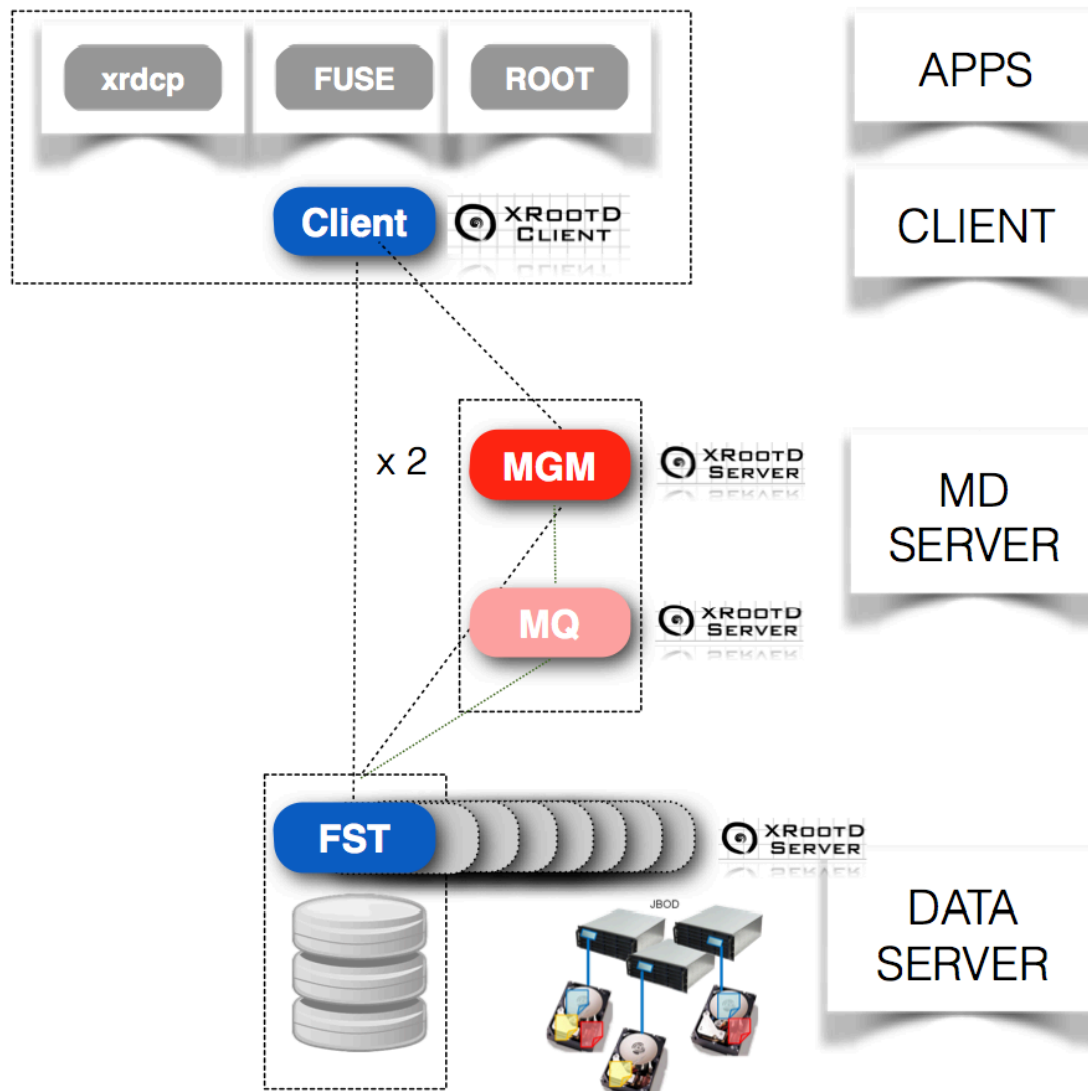 xrdcp
FUSE
ROOT
APPS
Client
XROOTD
CLIENT
CLIENT
x 2
MGM
XROOTD
SERVER
MD
SERVER
MQ
XROOTD
SERVER
FST
XROOTD
SERVER
JBOD
DATA
SERVER